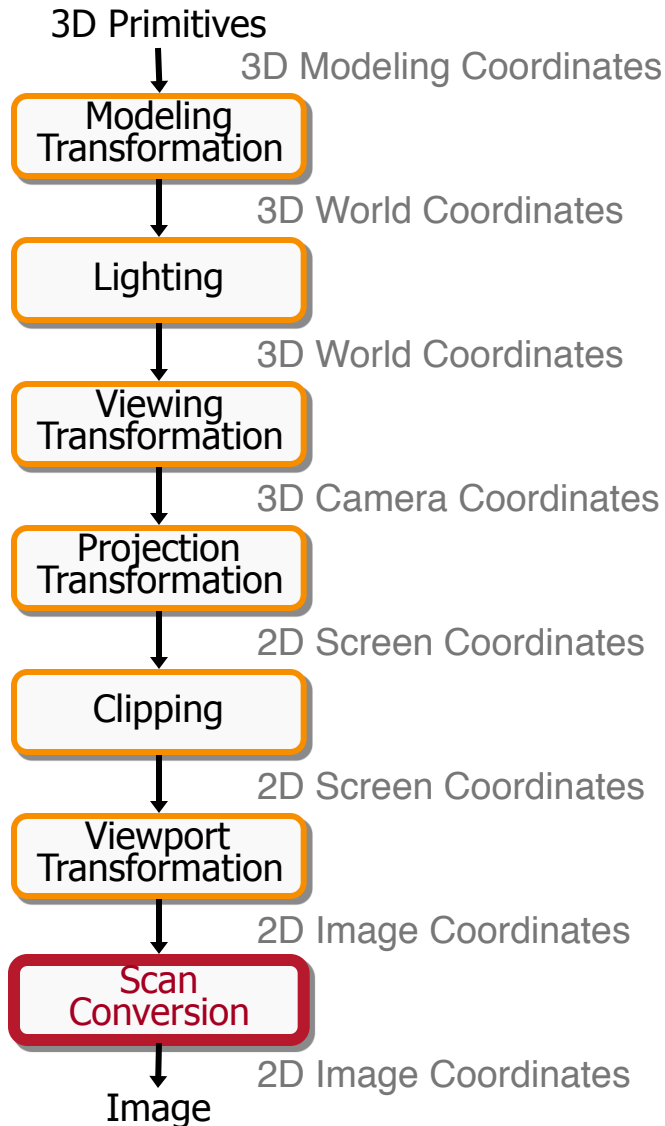 3D Primitives
3D Modeling Coordinates
Modeling
Transformation
3D World Coordinates
Lighting
3D World Coordinates
Viewing
Transformation
3D Camera Coordinates
Projection
Transformation
2D Screen Coordinates
Clipping
2D Screen Coordinates
Viewport
Transformation
2D Image Coordinates
Scan
Conversion
2D Image Coordinates
Image